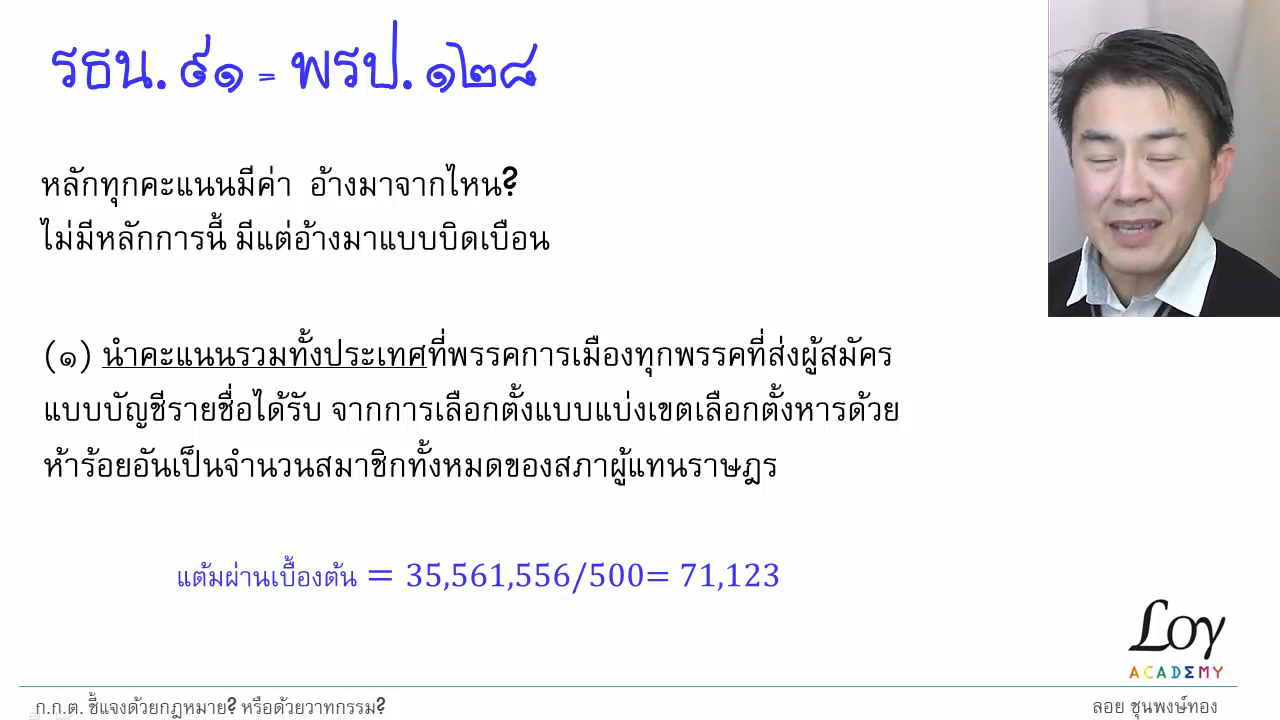 รธน. ๙๑ = พรป. ๑๒๘
หลักทุกคะแนนมีค่า อ้างมาจากไหน?
ไม่มีหลักการนี้ มีแต่อ้างมาแบบบิดเบือน
(๑) นำคะแนนรวมทั้งประเทศที่พรรคการเมืองทุกพรรคที่ส่งผู้สมัคร
แบบบัญชีรายชื่อได้รับ จากการเลือกตั้งแบบแบ่งเขตเลือกตั้งหารด้วย
ห้าร้อยอันเป็นจำนวนสมาชิกทั้งหมดของสภาผู้แทนราษฎร
แต้มผ่านเบื้องต้น = 35,561,556/500= 71,123
Loy
ACADEMY
ก.ก.ต. ชี้แจงด้วยกฎหมาย? หรือด้วยวาทกรรม?
ลอย ชุนพงษ์ทอง